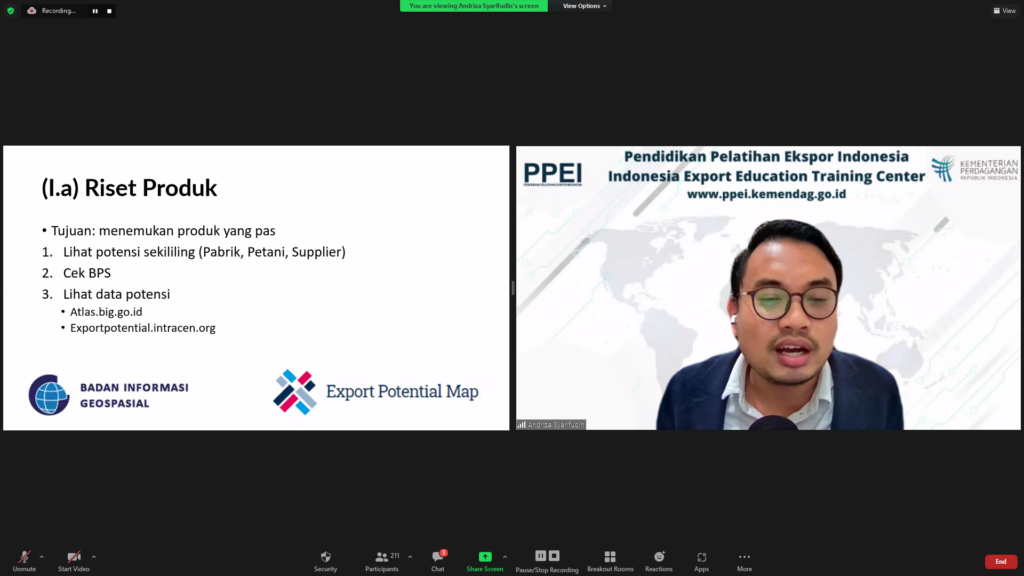 Recording...
You are viewing Andriza Syarifudin's screen
View Options
View
(I.a) Riset Produk
• Tujuan: menemukan produk yang pas
1. Lihat potensi sekililing (Pabrik, Petani, Supplier)
2. Cek BPS
3. Lihat data potensi
• Atlas.big.go.id
• Exportpotential.intracen.org
BADAN INFORMASI
GEOSPASIAL
Export Potential Map
PPEI
Pendidikan Pelatihan Ekspor Indonesia
Indonesia Export Education Training Center
www.ppei.kemendag.go.id
KEMENTERIAN
PERDAGANGAN
REPUBLIK INDONESIA
Andriza Syarifudin
Unmute
Start Video
Security
Participants
211
Chat
3
Share Screen
Pause/Stop Recording
Breakout Rooms
Reactions
Apps
More
End